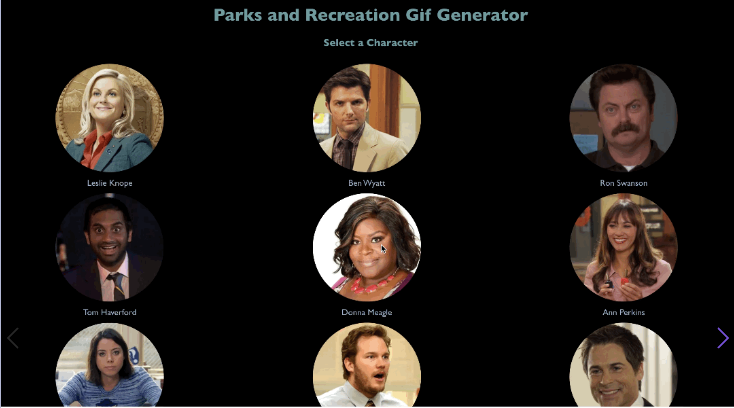 Parks and Recreation Gif Generator
Select a Character
Leslie Knope
Ben Wyatt
Ron Swanson
Tom Haverford
Donna Meagle
Ann Perkins